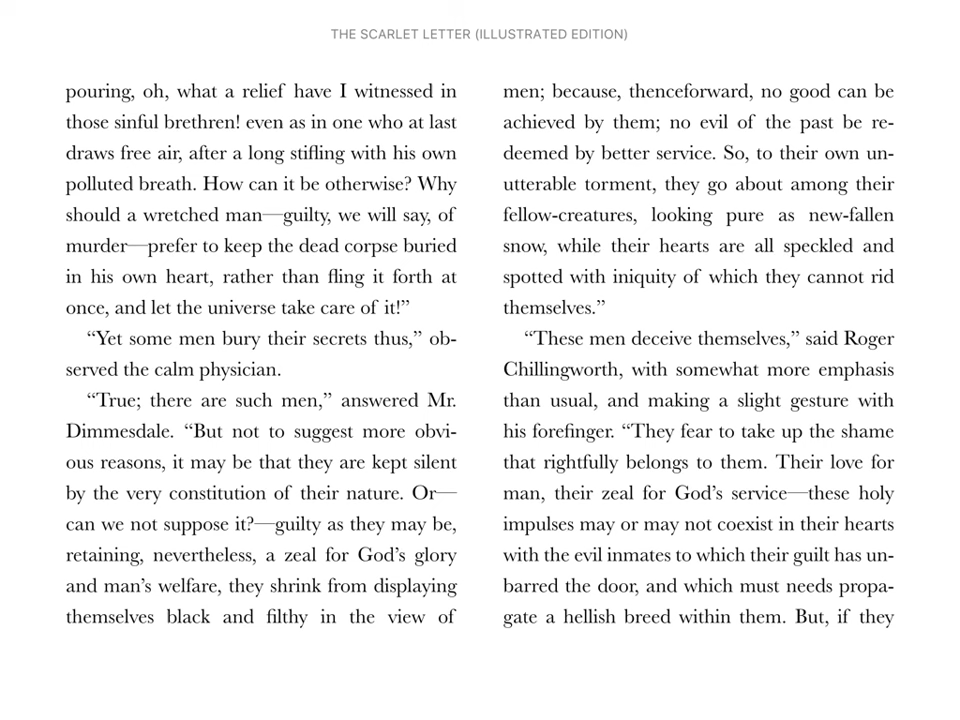 THE SCARLET LETTER (ILLUSTRATED EDITION)
pouring, oh, what a relief have I witnessed in
those sinful brethren! even as in one who at last
draws free air, after a long stifling with his own
polluted breath. How can it be otherwise? Why
should a wretched man—guilty, we will say, of
murder—prefer to keep the dead corpse buried
in his own heart, rather than fling it forth at
once, and let the universe take care of it!”
“Yet some men bury their secrets thus,” ob-
served the calm physician.
“True; there are such men,” answered Mr.
Dimmesdale. “But not to suggest more obvi-
ous reasons, it may be that they are kept silent
by the very constitution of their nature. Or—
can we not suppose it?—guilty as they may be,
retaining, nevertheless, a zeal for God’s glory
and man’s welfare, they shrink from displaying
themselves black and filthy in the view of
men; because, thenceforward, no good can be
achieved by them; no evil of the past be re-
deemed by better service. So, to their own un-
utterable torment, they go about among their
fellow-creatures, looking pure as new-fallen
snow, while their hearts are all speckled and
spotted with iniquity of which they cannot rid
themselves.”
“These men deceive themselves,” said Roger
Chillingworth, with somewhat more emphasis
than usual, and making a slight gesture with
his forefinger. “They fear to take up the shame
that rightfully belongs to them. Their love for
man, their zeal for God’s service—these holy
impulses may or may not coexist in their hearts
with the evil inmates to which their guilt has un-
barred the door, and which must needs propa-
gate a hellish breed within them. But, if they